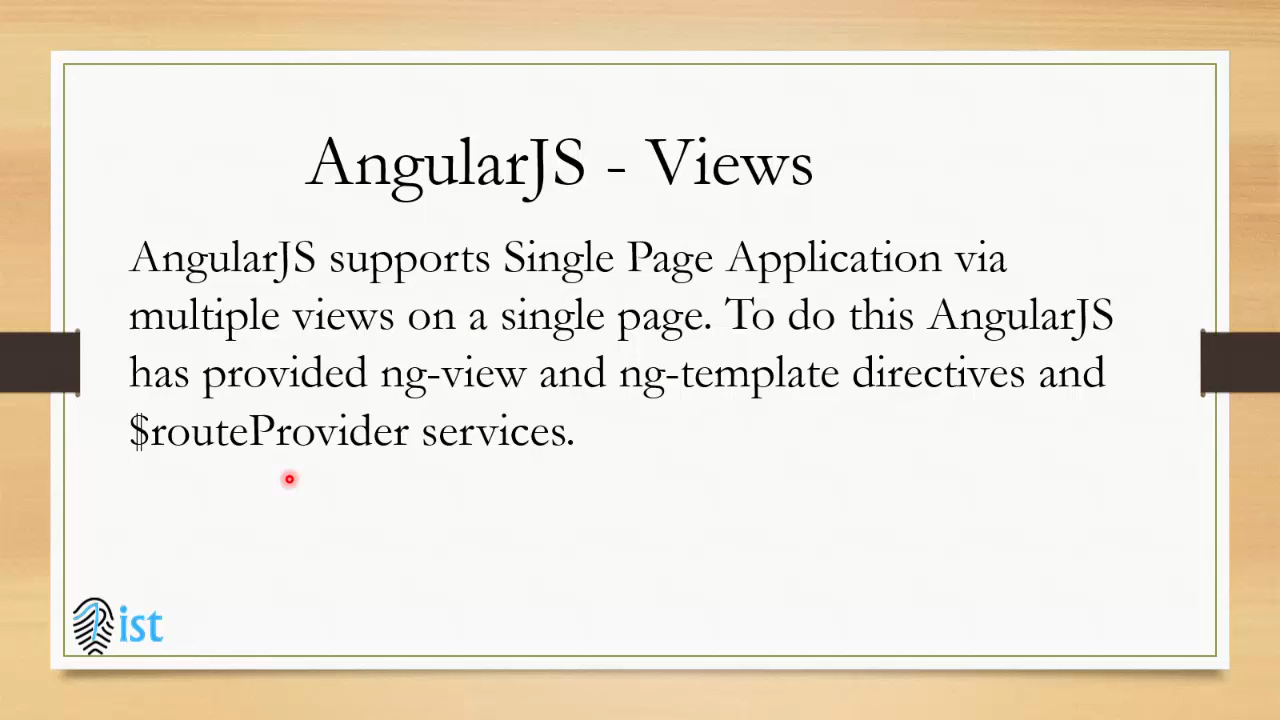 AngularJS - Views
AngularJS supports Single Page Application via
multiple views on a single page. To do this AngularJS
has provided ng-view and ng-template directives and
$routeProvider services.
ist